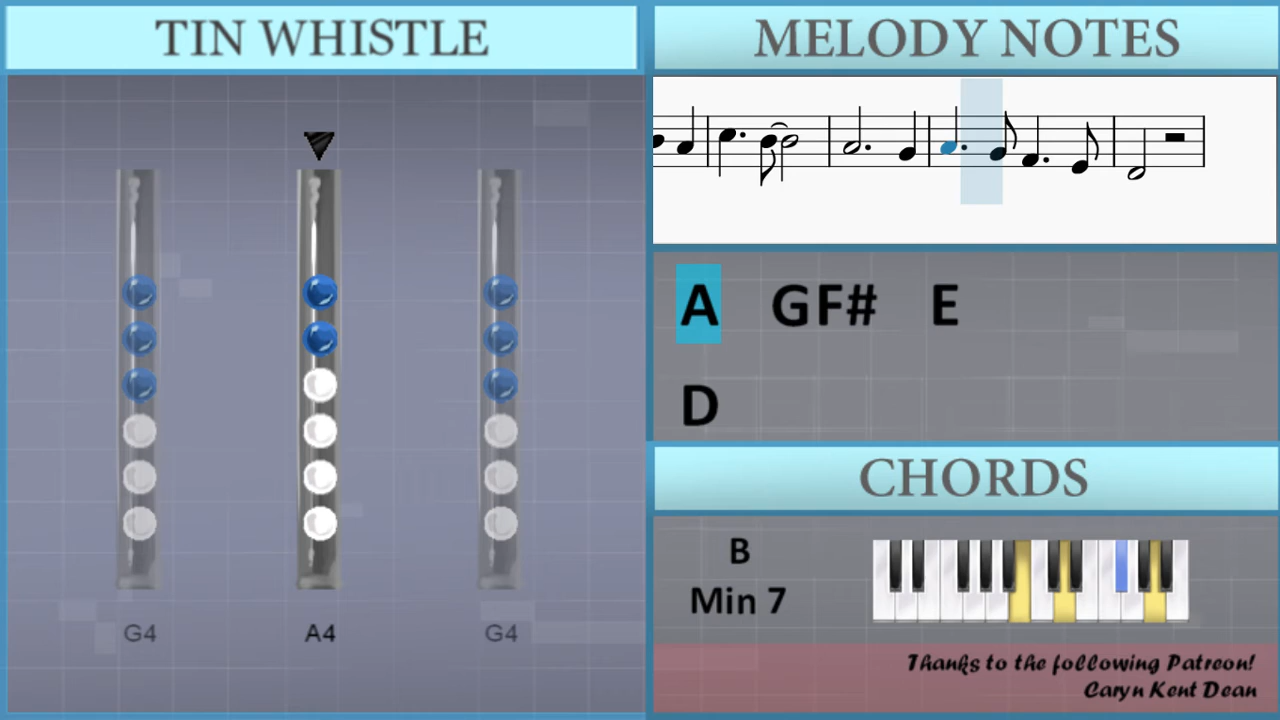 TIN WHISTLE
G4
A4
G4
MELODY NOTES
A GF# E
D
CHORDS
B
Min 7
Thanks to the following Patreon!
Caryn Kent Dean